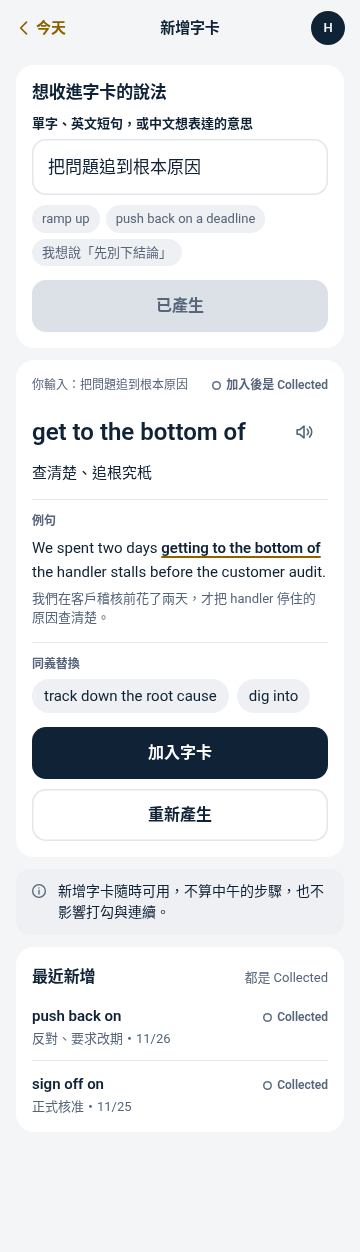 今天
新增字卡
H
想收進字卡的說法
單字、英文短句，或中文想表達的意思
把問題追到根本原因
ramp up
push back on a deadline
我想說「先別下結論」
已產生
你輸入：把問題追到根本原因
加入後是 Collected
get to the bottom of
查清楚、追根究柢
例句
We spent two days getting to the bottom of
the handler stalls before the customer audit.
我們在客戶稽核前花了兩天，才把 handler 停住的
原因查清楚。
同義替換
track down the root cause
dig into
加入字卡
重新產生
新增字卡隨時可用，不算中午的步驟，也不
影響打勾與連續。
最近新增
都是 Collected
push back on
Collected
反對、要求改期・11/26
sign off on
Collected
正式核准・11/25